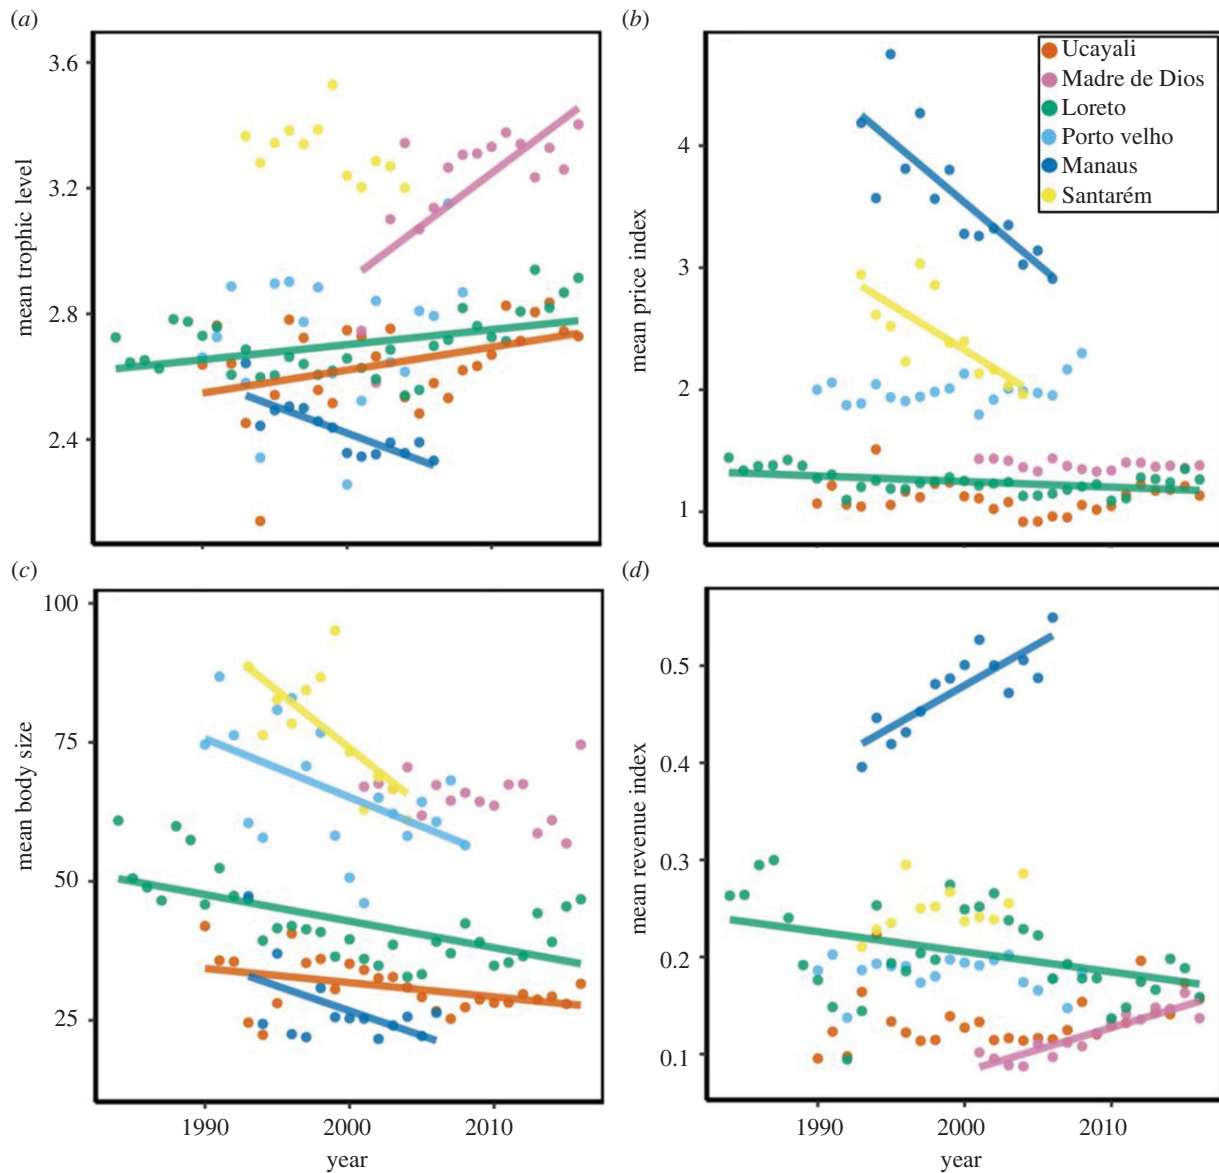 (a)
(b)
mean trophic level
3.6
3.2
2.8
2.4
mean price index
4
3
2
1
Ucayali
Madre de Dios
Loreto
Porto velho
Manaus
Santarém
(c)
(d)
mean body size
100
75
50
25
1990
2000
2010
year
mean revenue index
0.5
0.4
0.3
0.2
0.1
1990
2000
2010
year